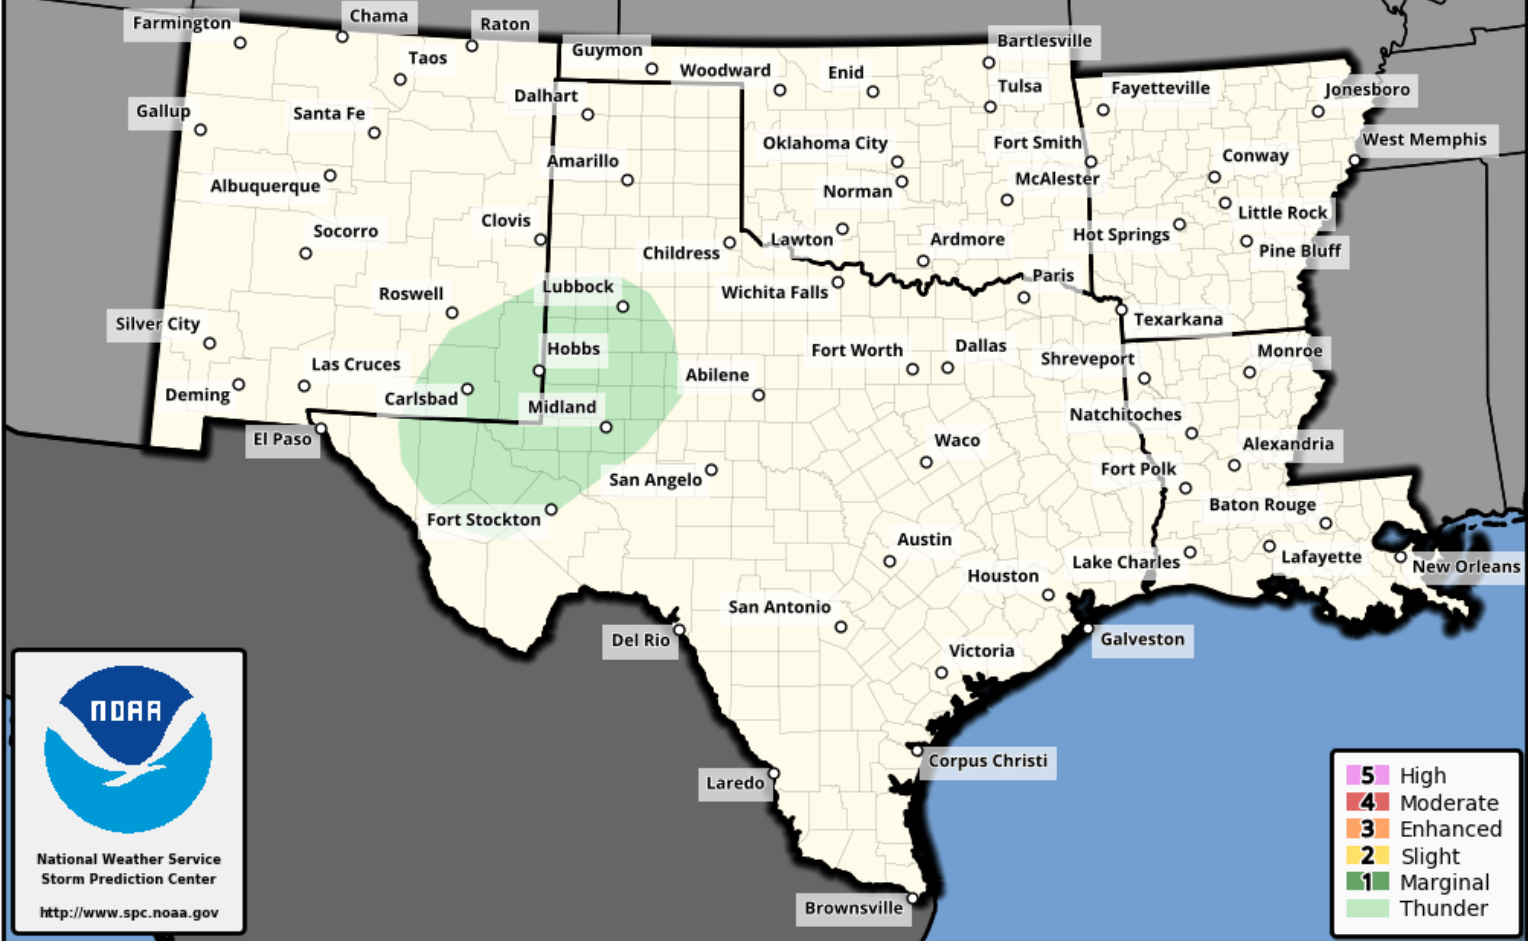 Farmington
Chama
Raton
Taos
Guymon
Woodward
Enid
Bartlesville
Tulsa
Fayetteville
Jonesboro
Gallup
Santa Fe
Dalhart
Oklahoma City
Fort Smith
West Memphis
Conway
Albuquerque
Amarillo
Norman
McAlester
Little Rock
Socorro
Clovis
Childress
Lawton
Ardmore
Hot Springs
Pine Bluff
Roswell
Lubbock
Wichita Falls
Paris
Texarkana
Silver City
Las Cruces
Hobbs
Fort Worth
Dallas
Shreveport
Monroe
Deming
Carlsbad
Midland
Abilene
Natchitoches
El Paso
San Angelo
Waco
Fort Polk
Alexandria
Fort Stockton
Austin
Baton Rouge
Houston
Lake Charles
Lafayette
New Orleans
San Antonio
Del Rio
Victoria
Galveston
Laredo
Corpus Christi
Brownsville
NOAA
National Weather Service
Storm Prediction Center
http://www.spc.noaa.gov
5 High
4 Moderate
3 Enhanced
2 Slight
1 Marginal
Thunder